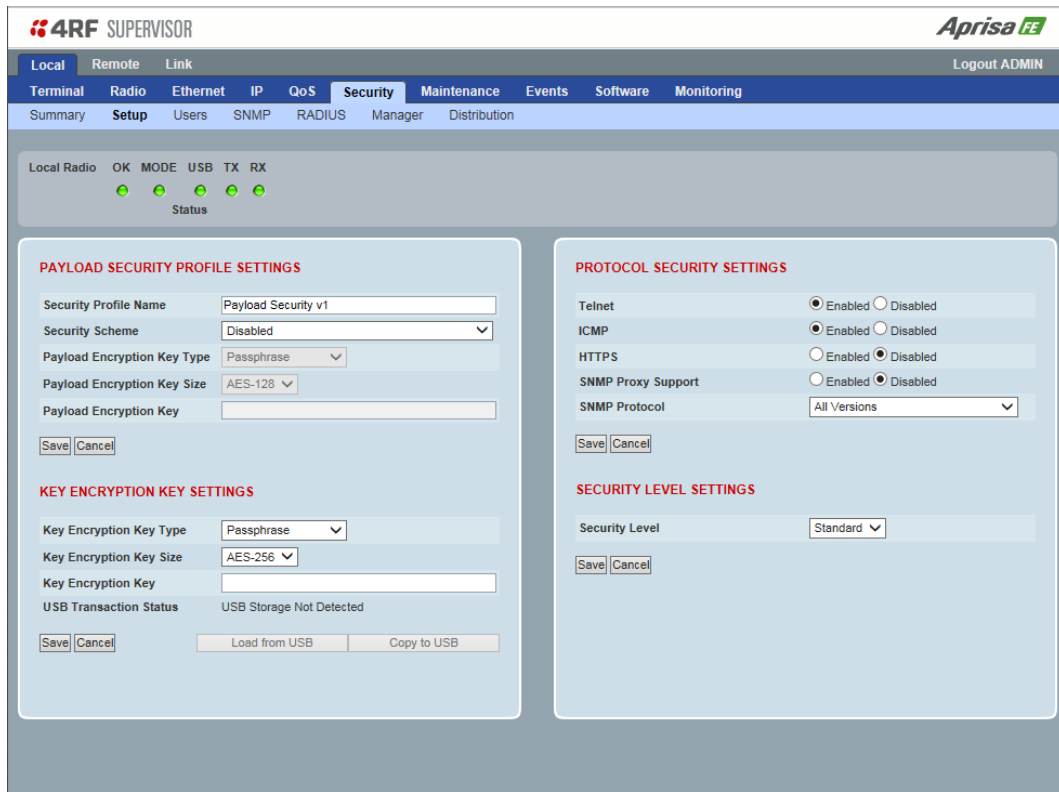 4RF SUPERVISOR
Aprisa FE
Local Remote Link Logout ADMIN
Terminal Radio Ethernet IP QoS Security Maintenance Events Software Monitoring
Summary Setup Users SNMP RADIUS Manager Distribution
Local Radio OK MODE USB TX RX
Status
PAYLOAD SECURITY PROFILE SETTINGS
Security Profile Name Payload Security v1
Security Scheme Disabled
Payload Encryption Key Type Passphrase
Payload Encryption Key Size AES-128
Payload Encryption Key
Save Cancel
KEY ENCRYPTION KEY SETTINGS
Key Encryption Key Type Passphrase
Key Encryption Key Size AES-256
Key Encryption Key
USB Transaction Status USB Storage Not Detected
Save Cancel Load from USB Copy to USB
PROTOCOL SECURITY SETTINGS
Telnet Enabled Disabled
ICMP Enabled Disabled
HTTPS Enabled Disabled
SNMP Proxy Support Enabled Disabled
SNMP Protocol All Versions
Save Cancel
SECURITY LEVEL SETTINGS
Security Level Standard
Save Cancel